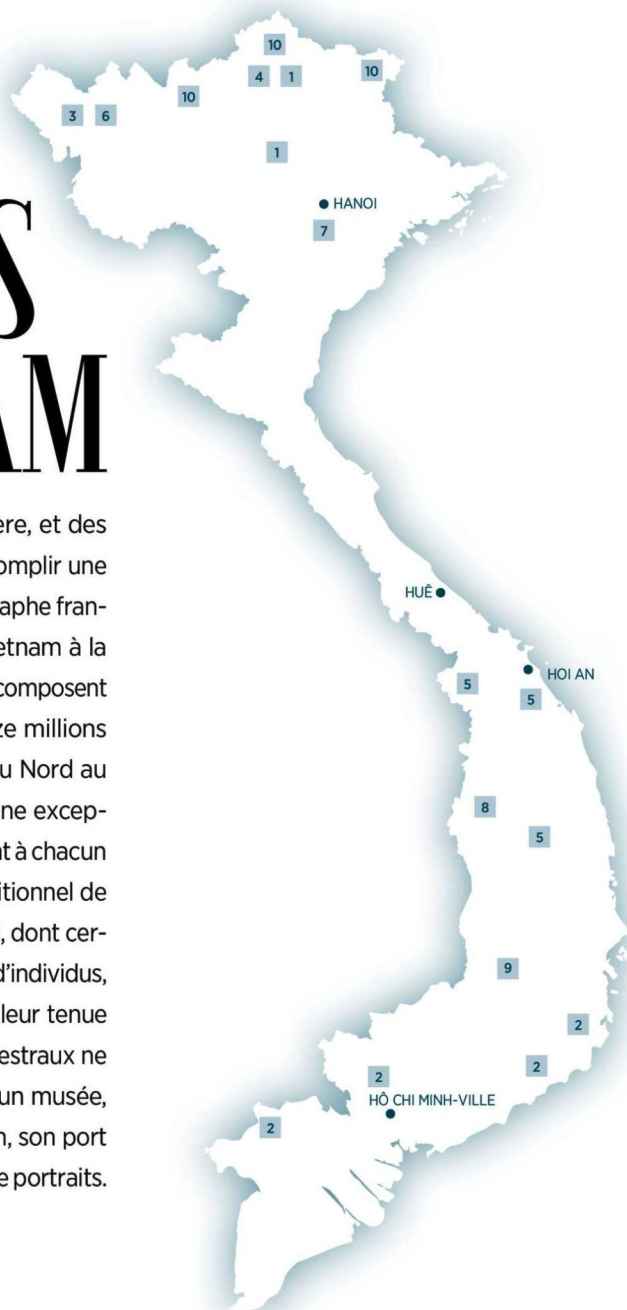 10
4 1 10
10
3 6
1
HANOI
7
S
AM
ère, et des
omplir une
aphe fran-
etnam à la
composent
ze millions
u Nord au
ne excep-
t à chacun
itionnel de
, dont cer-
d'individus,
leur tenue
estraux ne
un musée,
n, son port
e portraits.
HUÊ
HOI AN
5
5
8
5
9
2
2
2
HÔ CHI MINH-VILLE
2